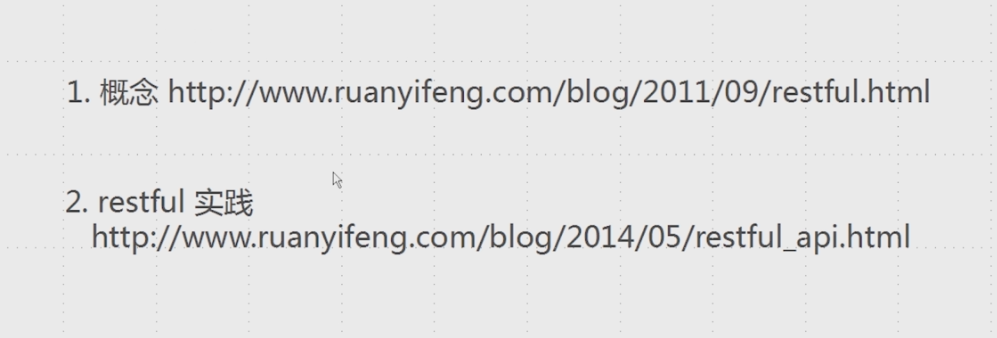 1. 概念 http://www.ruanyifeng.com/blog/2011/09/restful.html
2. restful 实践
http://www.ruanyifeng.com/blog/2014/05/restful_api.html